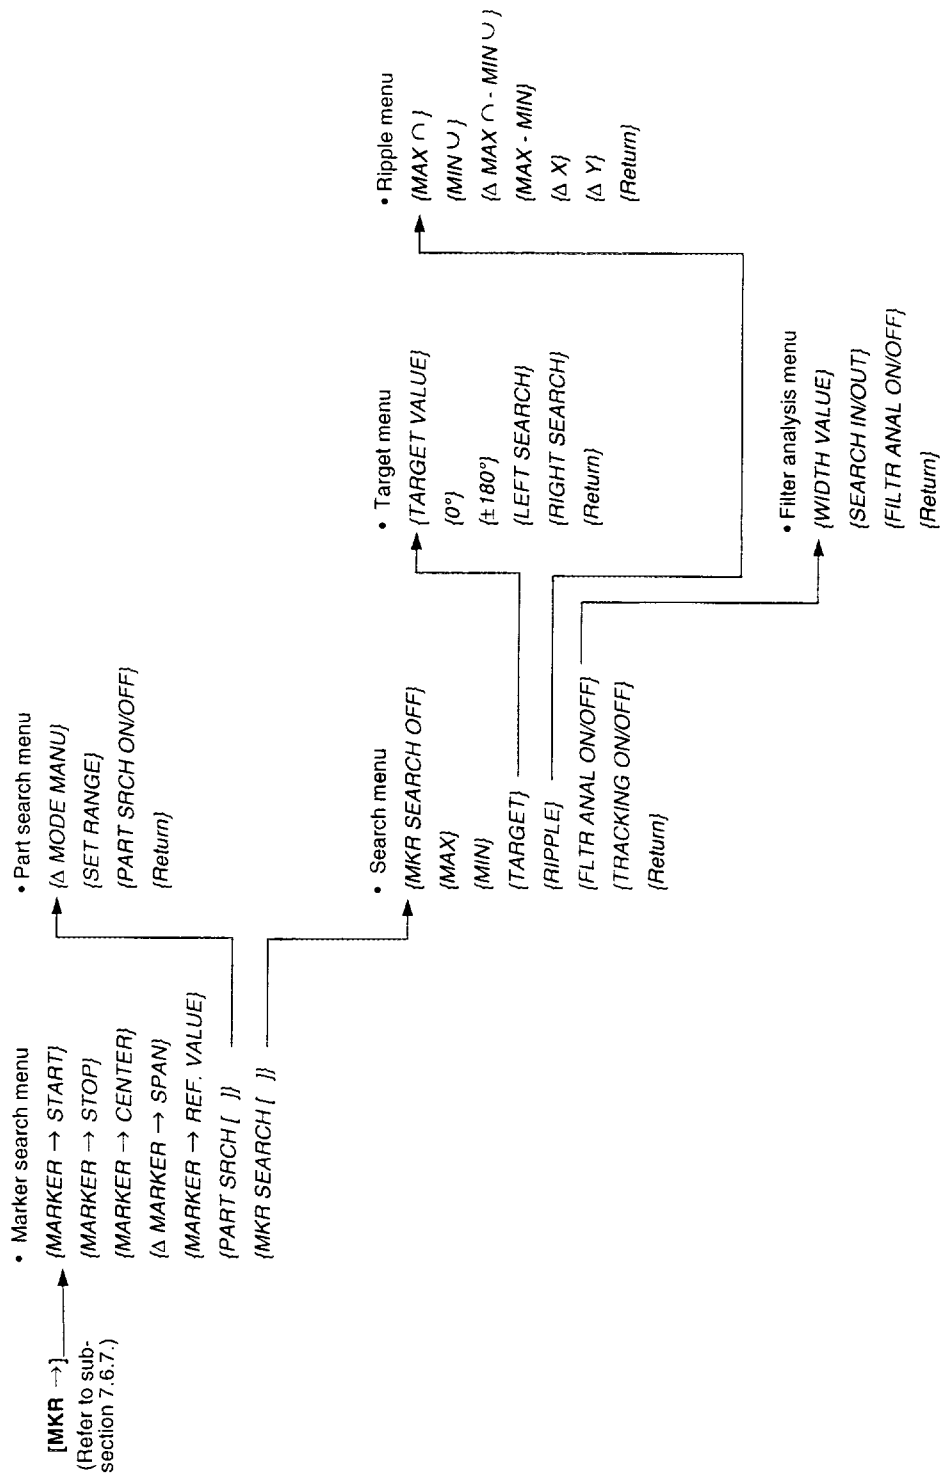 [MKR →]
(Refer to sub-
section 7.6.7.)
• Marker search menu
{MARKER → START}
{MARKER → STOP}
{MARKER → CENTER}
{Δ MARKER → SPAN}
{MARKER → REF. VALUE}
{PART SRCH [ ]}
{MKR SEARCH [ ]}
• Part search menu
{Δ MODE MANU}
{SET RANGE}
{PART SRCH ON/OFF}
{Return}
• Search menu
{MKR SEARCH OFF}
{MAX}
{MIN}
{TARGET}
{RIPPLE}
{FLTR ANAL ON/OFF}
{TRACKING ON/OFF}
{Return}
• Target menu
{TARGET VALUE}
{0°}
{±180°}
{LEFT SEARCH}
{RIGHT SEARCH}
{Return}
• Ripple menu
{MAX ∩}
{MIN ∪}
{Δ MAX ∩ - MIN ∪}
{MAX - MIN}
{Δ X}
{Δ Y}
{Return}
• Filter analysis menu
{WIDTH VALUE}
{SEARCH IN/OUT}
{FILTR ANAL ON/OFF}
{Return}